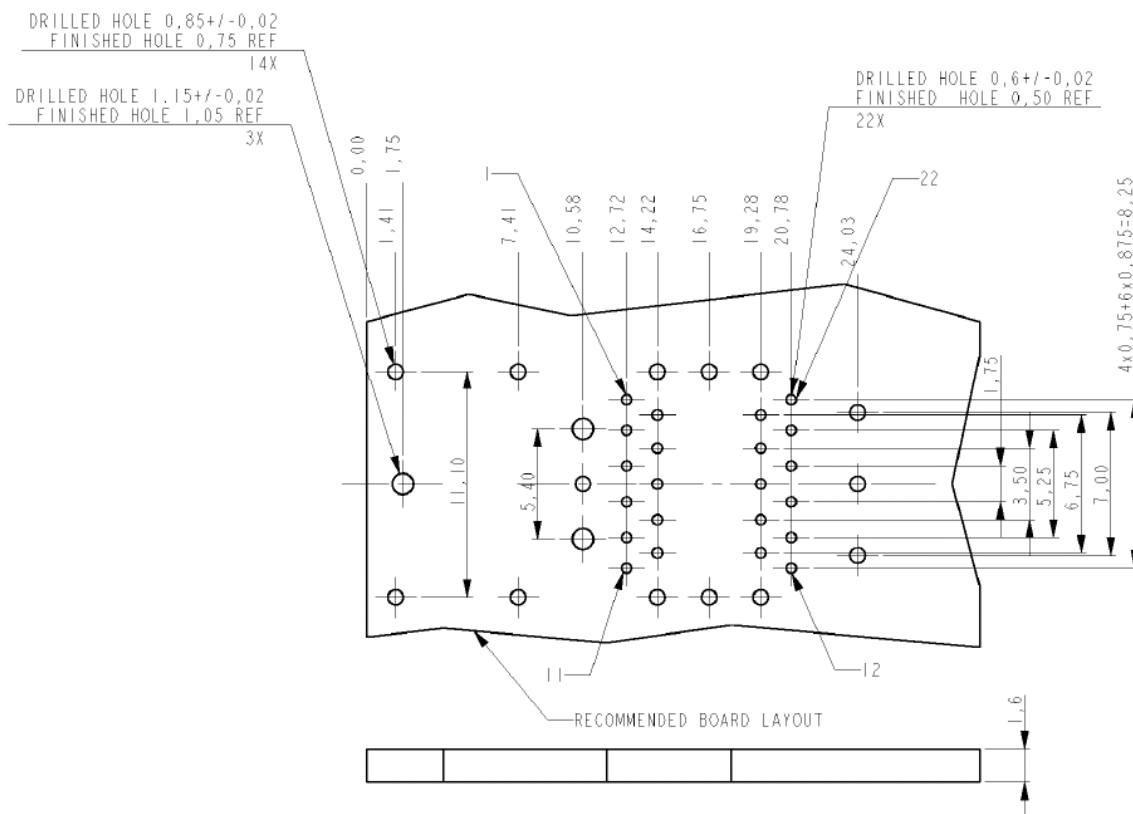 DRILLED HOLE 0,85+/-0,02
FINISHED HOLE 0,75 REF
14X
DRILLED HOLE 1.15+/-0,02
FINISHED HOLE 1,05 REF
3X
DRILLED HOLE 0,6+/-0,02
FINISHED HOLE 0,50 REF
22X
0,00
1,75
1,41
7,41
10,58
12,72
14,22
16,75
19,28
20,78
24,03
1
22
4x0,75+6x0,875=8,25
1,75
11,10
5,40
3,50
5,25
6,75
7,00
11
12
RECOMMENDED BOARD LAYOUT
1,6